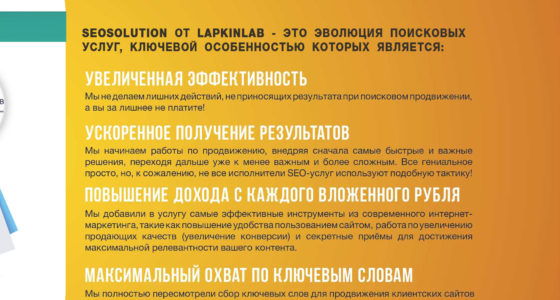 SEOSOLUTION ОТ LAPKINLAB - ЭТО ЭВОЛЮЦИЯ ПОИСКОВЫХ
УСЛУГ, КЛЮЧЕВОЙ ОСОБЕННОСТЬЮ КОТОРЫХ ЯВЛЯЕТСЯ:
УВЕЛИЧЕННАЯ ЭФФЕКТИВНОСТЬ
Мы не делаем лишних действий, не приносящих результата при поисковом продвижении,
а вы за лишнее не платите!
УСКОРЕННОЕ ПОЛУЧЕНИЕ РЕЗУЛЬТАТОВ
Мы начинаем работы по продвижению, внедряя сначала самые быстрые и важные
решения, переходя дальше уже к менее важным и более сложным. Все гениальное
просто, но, к сожалению, не все исполнители SEO-услуг используют подобную тактику!
ПОВЫШЕНИЕ ДОХОДА С КАЖДОГО ВЛОЖЕННОГО РУБЛЯ
Мы добавили в услугу самые эффективные инструменты из современного интернет-
маркетинга, такие как повышение удобства пользованием сайтом, работа по увеличению
продающих качеств (увеличение конверсии) и секретные приёмы для достижения
максимальной релевантности вашего контента.
МАКСИМАЛЬНЫЙ ОХВАТ ПО КЛЮЧЕВЫМ СЛОВАМ
Мы полностью пересмотрели сбор ключевых слов для продвижения клиентских сайтов